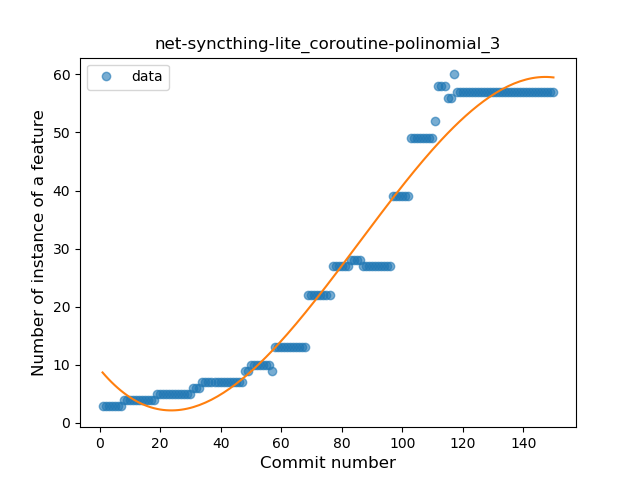 net-syncthing-lite_coroutine-polinomial_3
data
Number of instance of a feature
60
50
40
30
20
10
0
0 20 40 60 80 100 120 140
Commit number